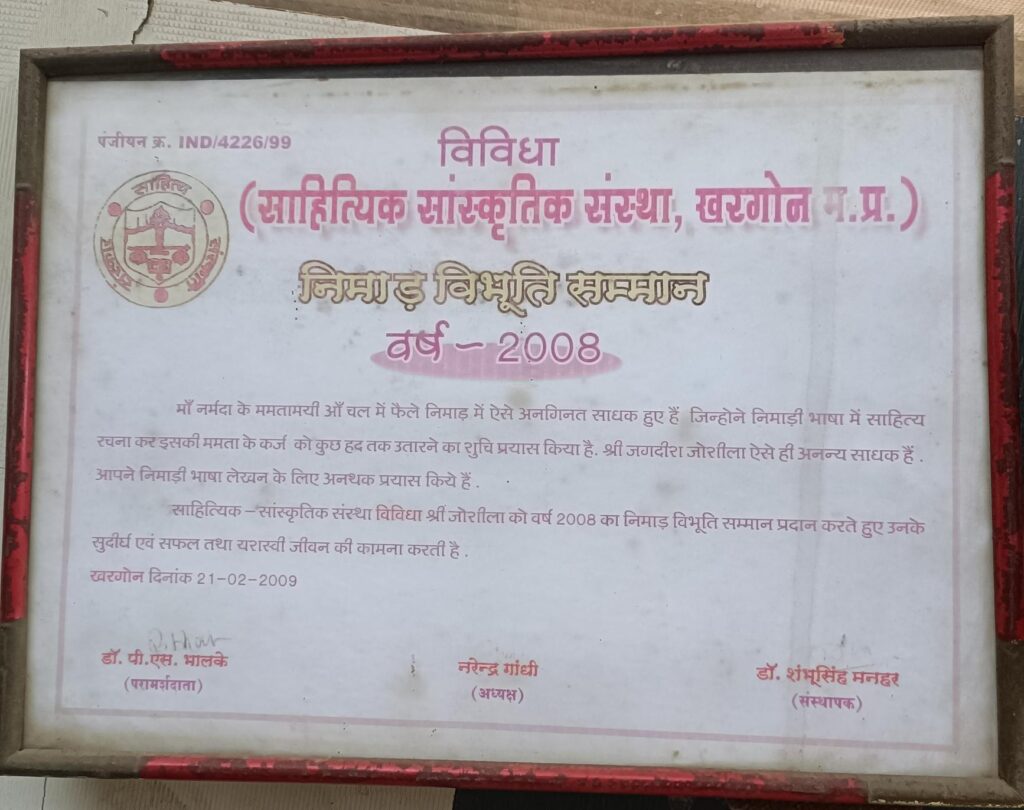 पंजीयन क्र. IND/4226/99
विविधा
(साहित्यिक सांस्कृतिक संस्था, खरगोन म.प्र.)
साहित्य
निमाड़ विभूति सम्मान
वर्ष – 2008
माँ नर्मदा के ममतामयी आँ चल में फैले निमाड़ में ऐसे अनगिनत साधक हुए हैं जिन्होने निमाड़ी भाषा में साहित्य
रचना कर इसकी ममता के कर्ज को कुछ हद तक उतारने का शुचि प्रयास किया है. श्री जगदीश जोशीला ऐसे ही अनन्य साधक हैं .
आपने निमाड़ी भाषा लेखन के लिए अनथक प्रयास किये हैं .
साहित्यिक – सांस्कृतिक संस्था विविधा श्री जोशीला को वर्ष 2008 का निमाड़ विभूति सम्मान प्रदान करते हुए उनके
सुदीर्घ एवं सफल तथा यशस्वी जीवन की कामना करती है .
खरगोन दिनांक 21-02-2009
डॉ. पी.एस. भालके
(परामर्शदाता)
नरेन्द्र गांधी
(अध्यक्ष)
डॉ. शंभूसिंह मनहर
(संस्थापक)